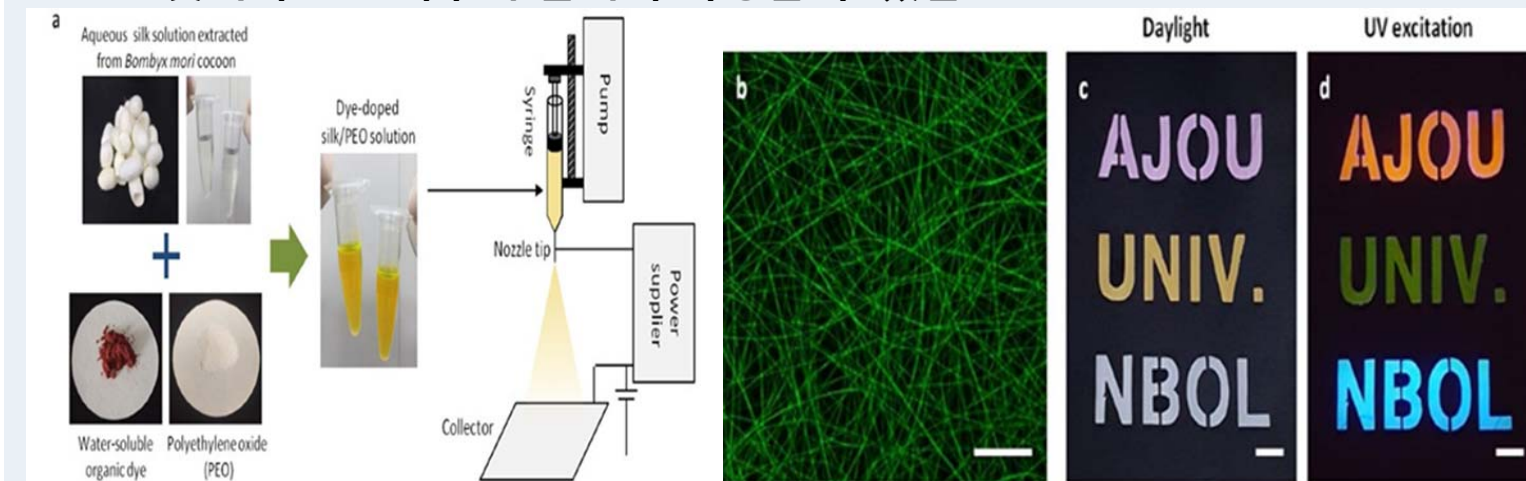 a
Aqueous silk solution extracted
from Bombyx mori cocoon
Dye-doped
silk/PEO solution
Water-soluble
organic dye
Polyethylene oxide
(PEO)
Syringe
Pump
Nozzle tip
Power
supplier
Collector
b
Daylight
c
AJOU
UNIV.
NBOL
UV excitation
d
AJOU
UNIV.
NBOL